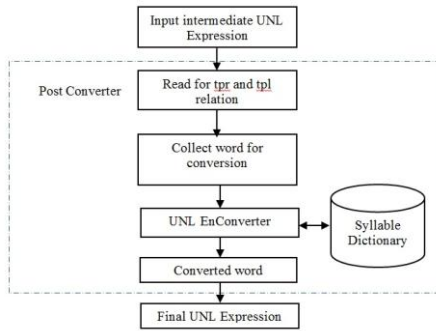 Input intermediate UNL
Expression
Post Converter
Read for tpr and tpl
relation
Collect word for
conversion
UNL EnConverter
Syllable
Dictionary
Converted word
Final UNL Expression